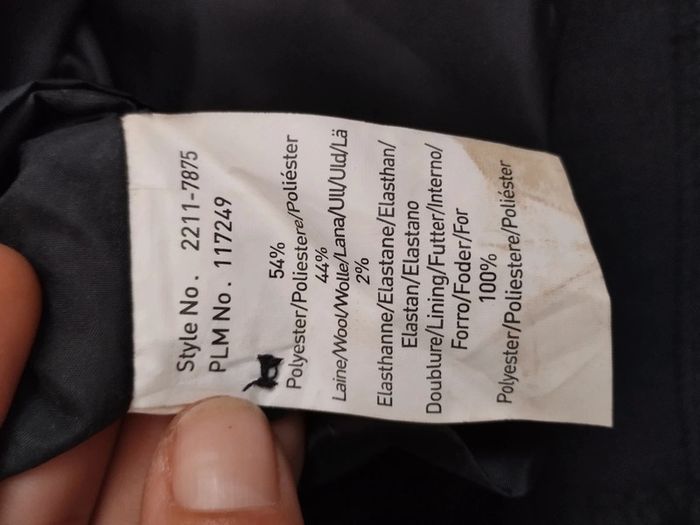 Style No. 2211-7875
PLM No. 117249
54%
Polyester/Poliestere/Poliéster
44%
Laine/Wool/Wolle/Lana/Ull/Uld/Lä
2%
Elasthanne/Elastane/Elasthan/
Elastan/Elastano
Doublure/Lining/Futter/Interno/
Forro/Foder/For
100%
Polyester/Poliestere/Poliéster